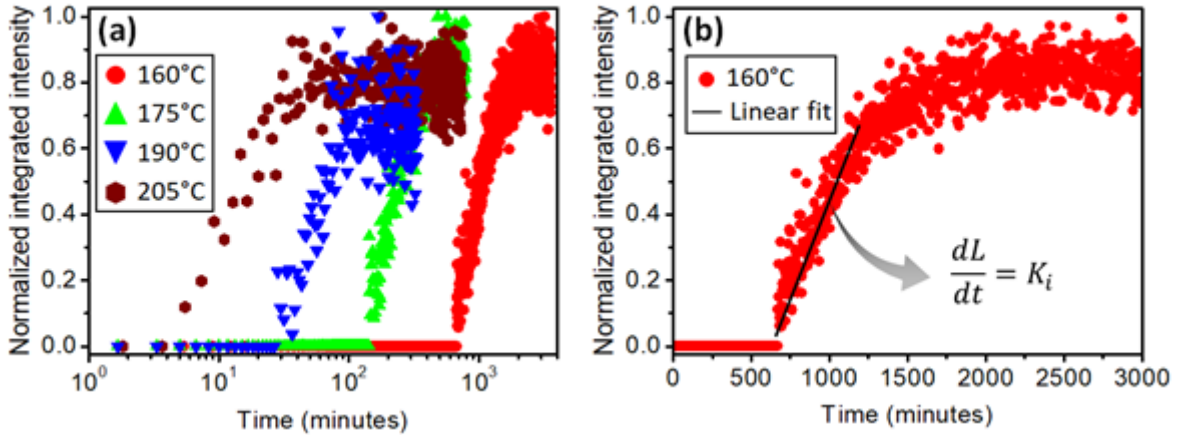 (a)
Normalized integrated intensity
1.0
0.8
0.6
0.4
0.2
0.0
160°C
175°C
190°C
205°C
10⁰
10¹
10²
10³
Time (minutes)
(b)
Normalized integrated intensity
1.0
0.8
0.6
0.4
0.2
0.0
160°C
Linear fit
dL/dt = Kᵢ
0
500
1000
1500
2000
2500
3000
Time (minutes)